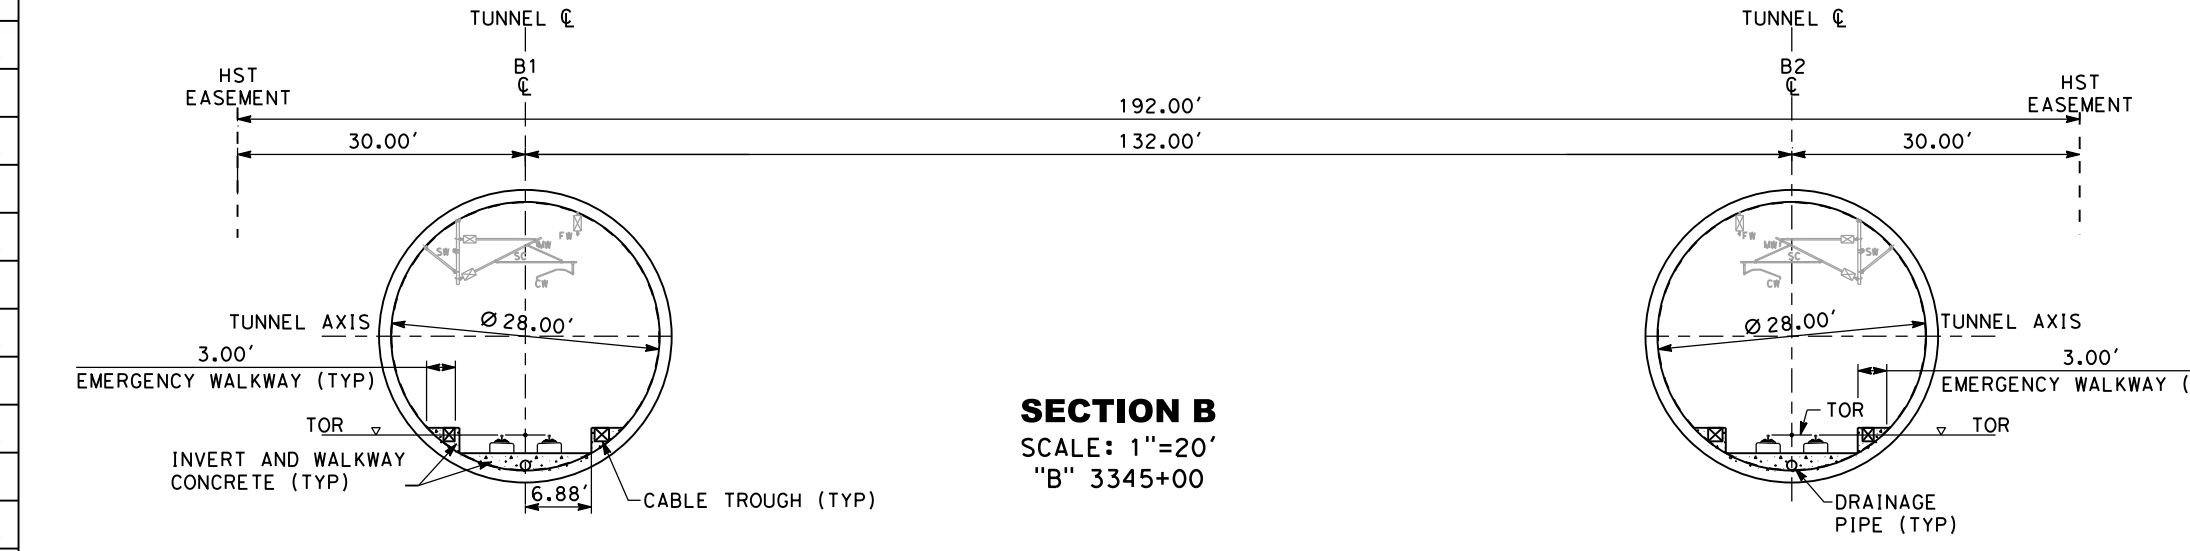 TUNNEL ℄
TUNNEL ℄
B1
℄
B2
℄
HST
EASEMENT
HST
EASEMENT
192.00′
30.00′
132.00′
30.00′
FW
MW
SW
SC
CW
FW
MW
SW
SC
CW
TUNNEL AXIS
Ø 28.00′
Ø 28.00′
TUNNEL AXIS
3.00′
EMERGENCY WALKWAY (TYP)
3.00′
EMERGENCY WALKWAY (
TOR
TOR
TOR
SECTION B
SCALE: 1"=20′
"B" 3345+00
INVERT AND WALKWAY
CONCRETE (TYP)
6.88′
CABLE TROUGH (TYP)
DRAINAGE
PIPE (TYP)